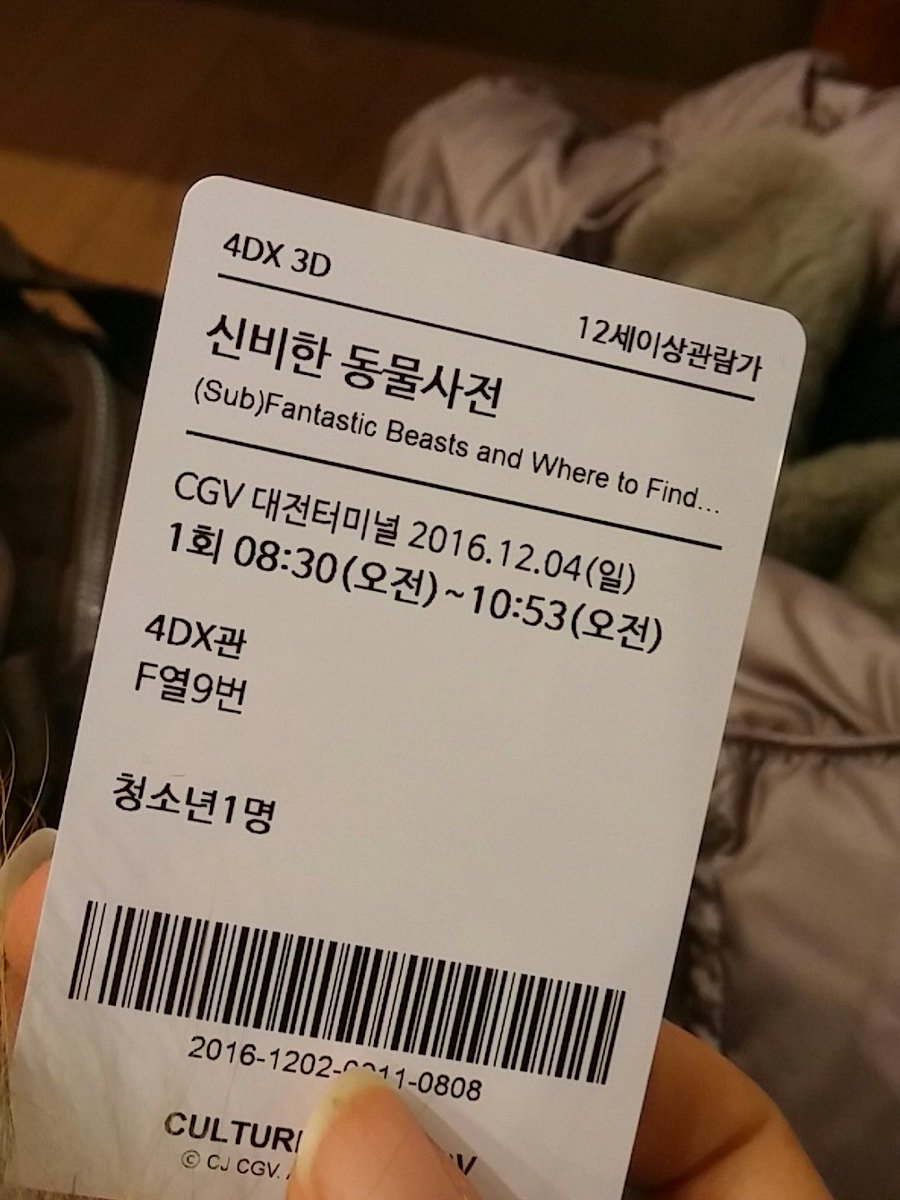 4DX 3D
12세이상관람가
신비한 동물사전
(Sub)Fantastic Beasts and Where to Find...
CGV 대전터미널 2016.12.04(일)
1회 08:30(오전)~10:53(오전)
4DX관
F열9번
청소년1명
2016-1202-0211-0808
© CJ CGV.